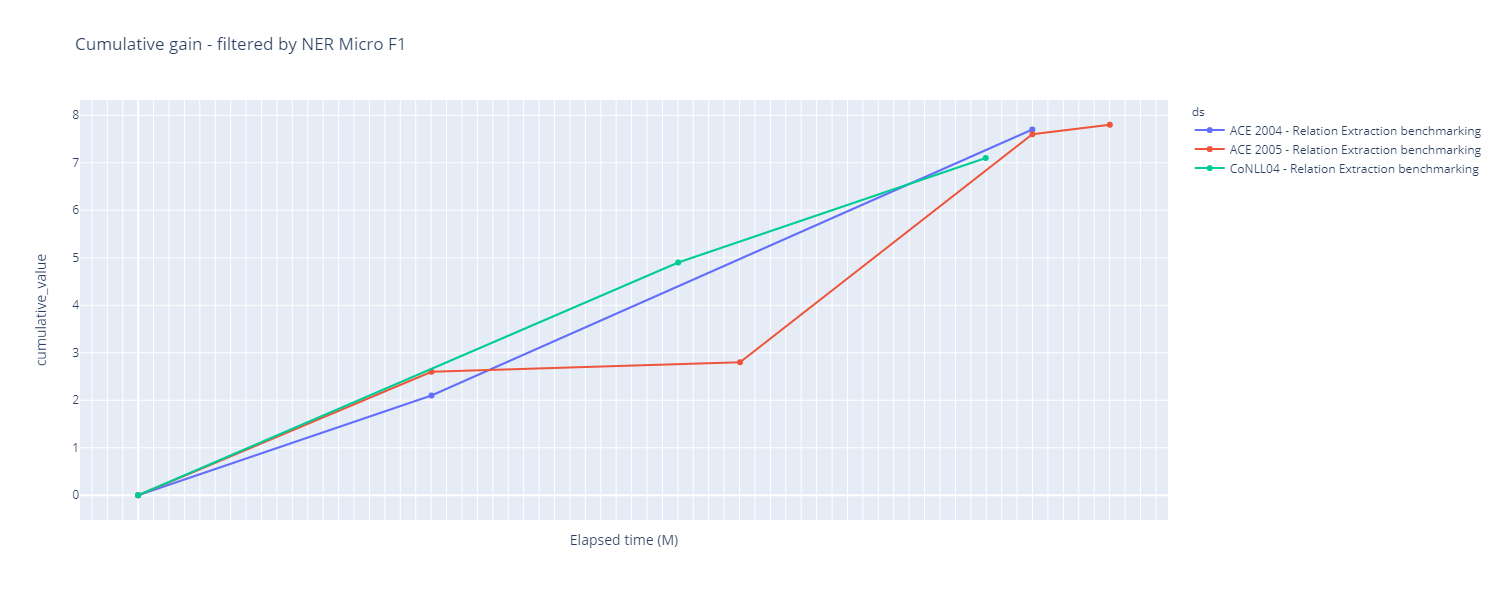 Cumulative gain - filtered by NER Micro F1
ds
ACE 2004 - Relation Extraction benchmarking
ACE 2005 - Relation Extraction benchmarking
CoNLL04 - Relation Extraction benchmarking
cumulative_value
8
7
6
5
4
3
2
1
0
Elapsed time (M)